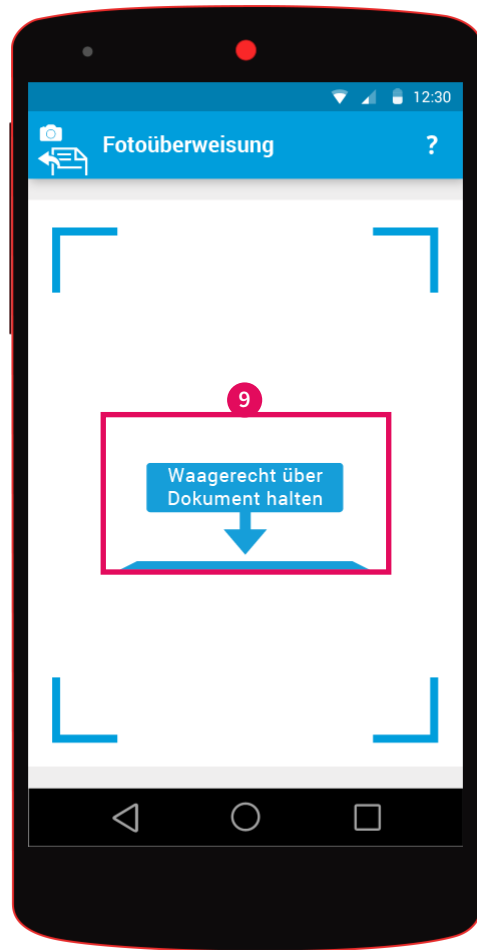 12:30
Fotoüberweisung
?
9
Waagerecht über
Dokument halten